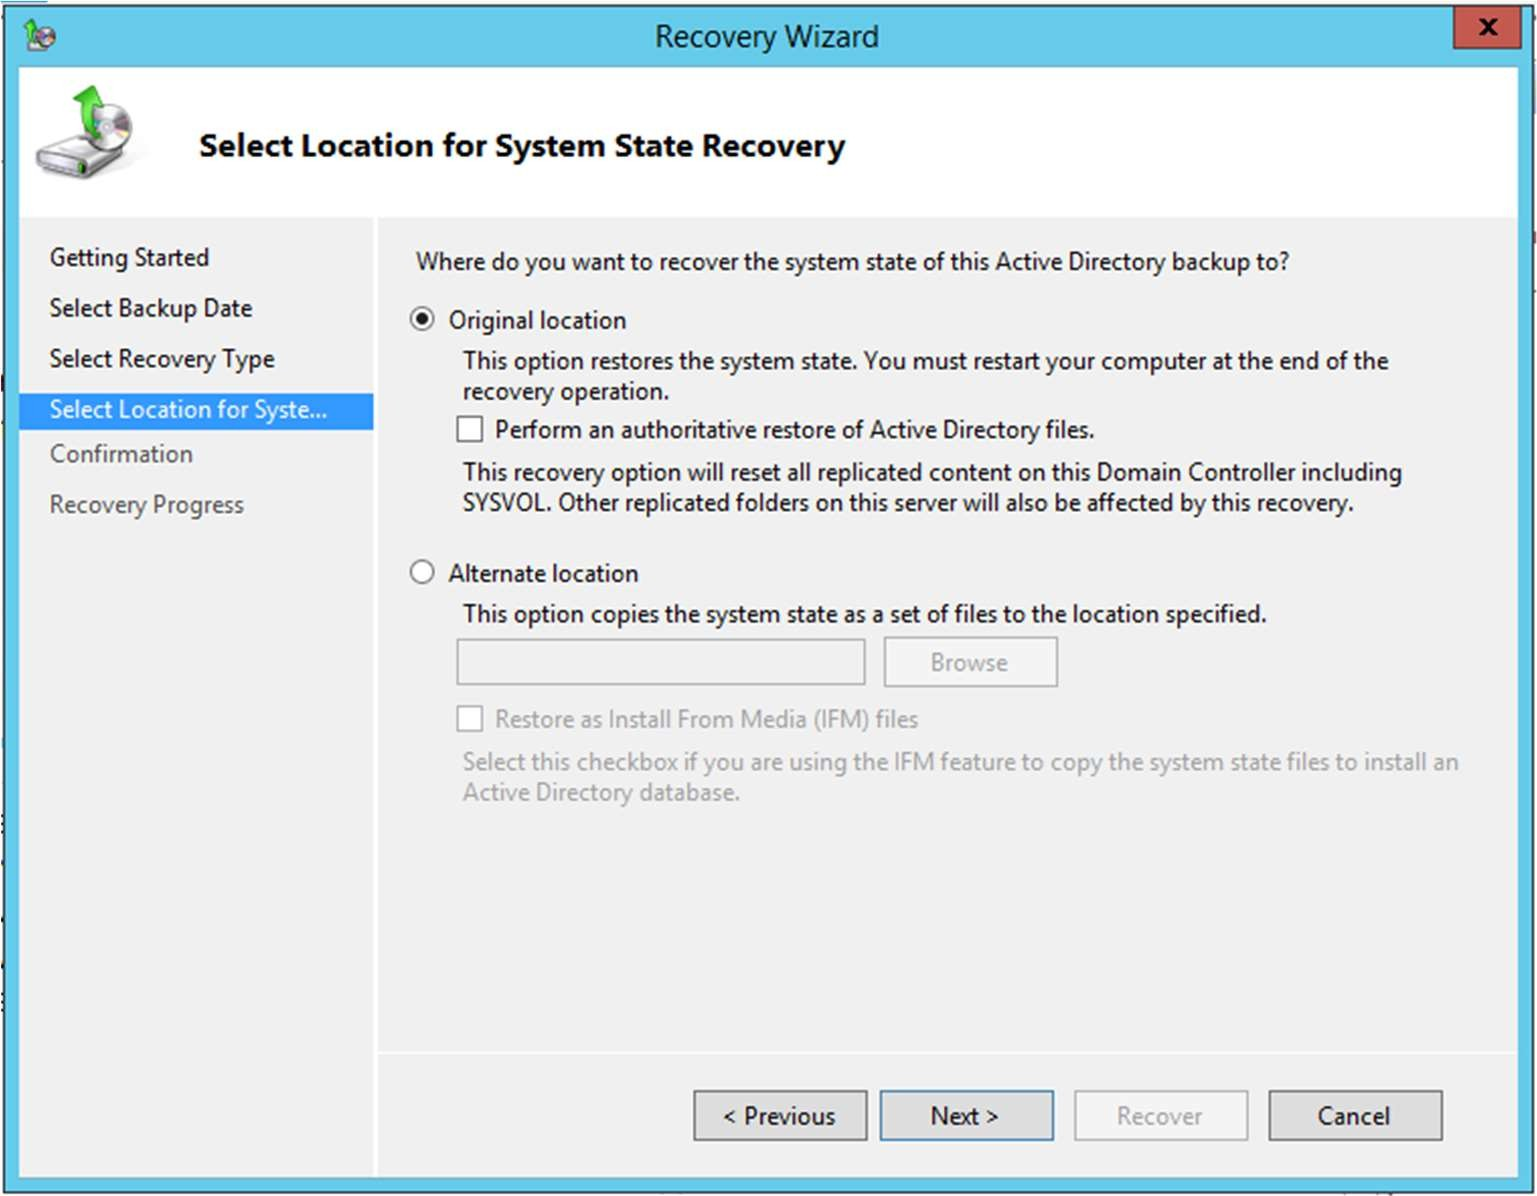 Recovery Wizard
X
Select Location for System State Recovery
Getting Started
Select Backup Date
Select Recovery Type
Select Location for Syste...
Confirmation
Recovery Progress
Where do you want to recover the system state of this Active Directory backup to?
Original location
This option restores the system state. You must restart your computer at the end of the
recovery operation.
Perform an authoritative restore of Active Directory files.
This recovery option will reset all replicated content on this Domain Controller including
SYSVOL. Other replicated folders on this server will also be affected by this recovery.
Alternate location
This option copies the system state as a set of files to the location specified.
Browse
Restore as Install From Media (IFM) files
Select this checkbox if you are using the IFM feature to copy the system state files to install an
Active Directory database.
< Previous
Next >
Recover
Cancel